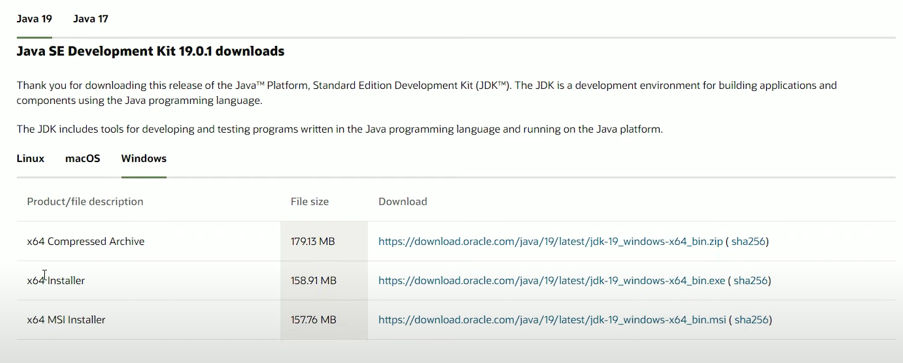 Java 19 Java 17
Java SE Development Kit 19.0.1 downloads
Thank you for downloading this release of the Java™ Platform, Standard Edition Development Kit (JDK™). The JDK is a development environment for building applications and
components using the Java programming language.
The JDK includes tools for developing and testing programs written in the Java programming language and running on the Java platform.
Linux macOS Windows
Product/file description File size Download
x64 Compressed Archive 179.13 MB https://download.oracle.com/java/19/latest/jdk-19_windows-x64_bin.zip ( sha256)
x64 Installer 158.91 MB https://download.oracle.com/java/19/latest/jdk-19_windows-x64_bin.exe ( sha256)
x64 MSI Installer 157.76 MB https://download.oracle.com/java/19/latest/jdk-19_windows-x64_bin.msi ( sha256)